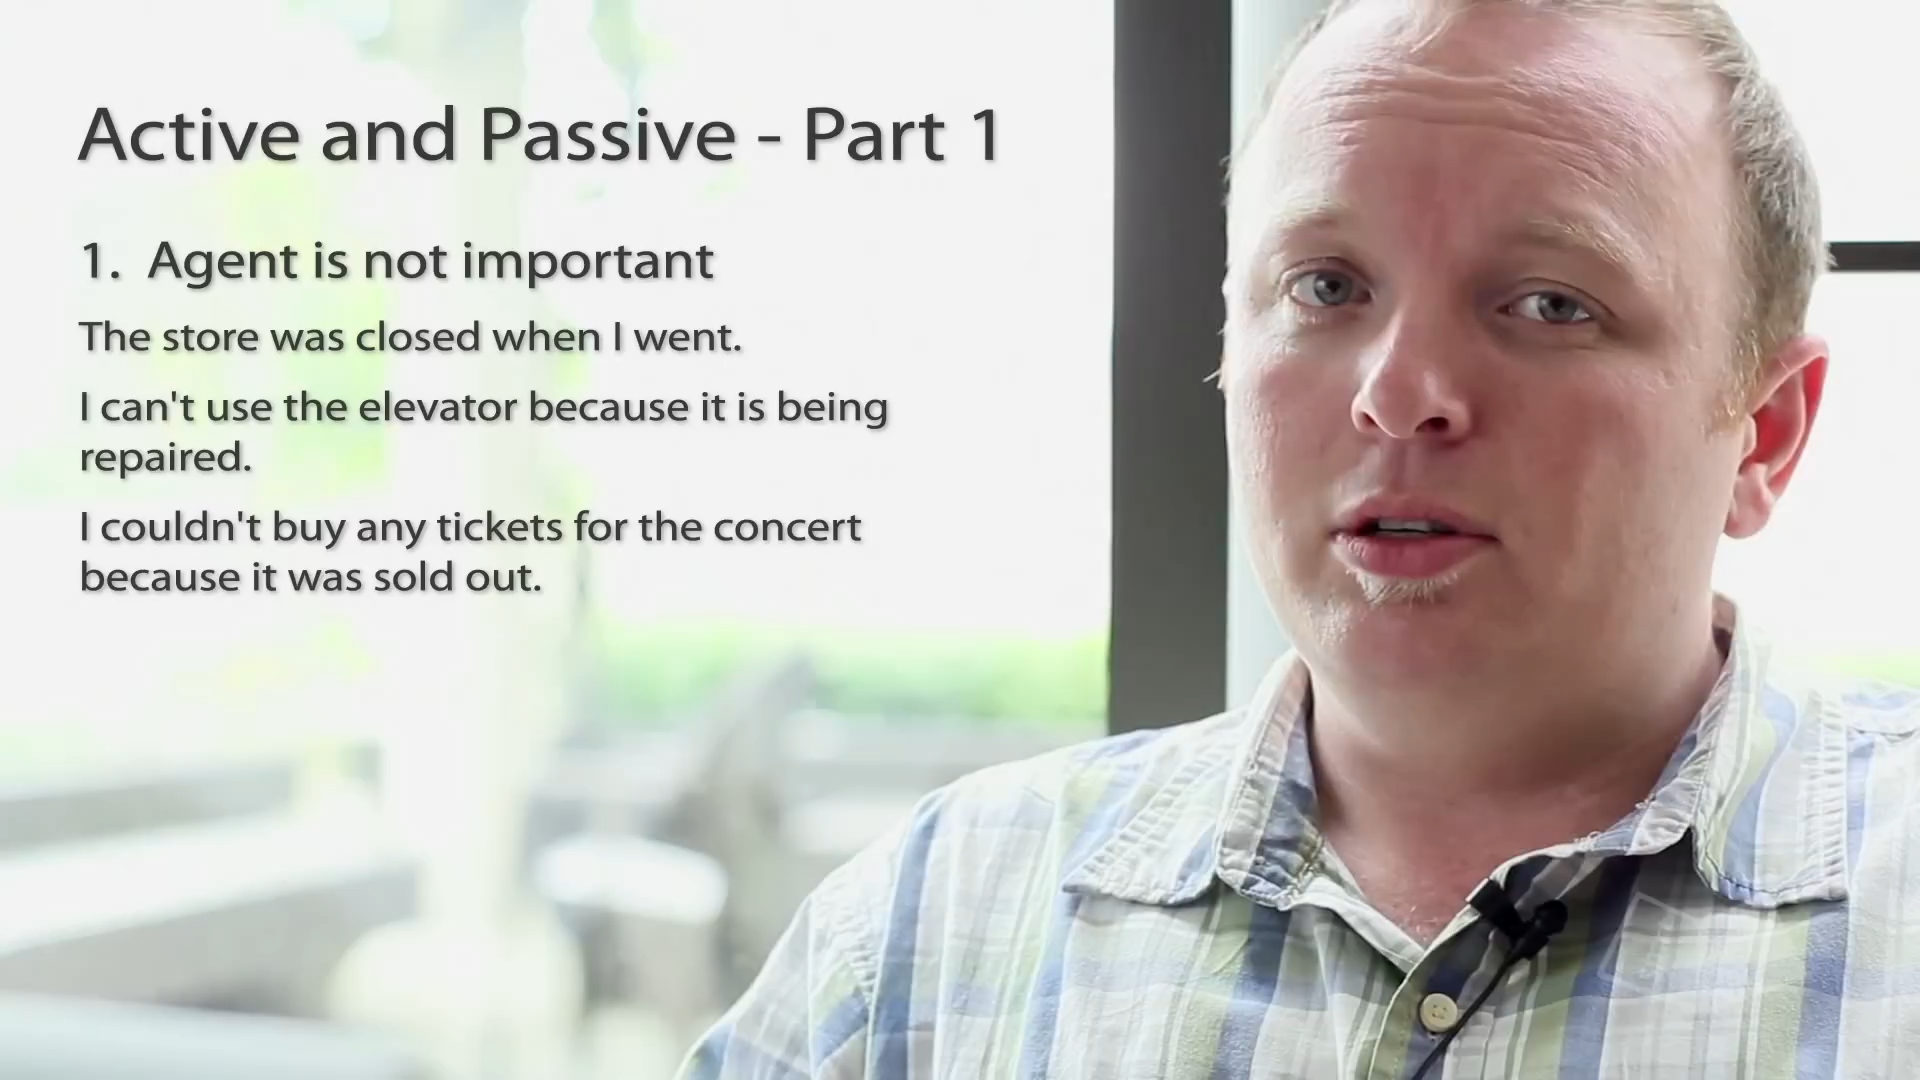 Active and Passive - Part 1
1. Agent is not important
The store was closed when I went.
I can't use the elevator because it is being
repaired.
I couldn't buy any tickets for the concert
because it was sold out.